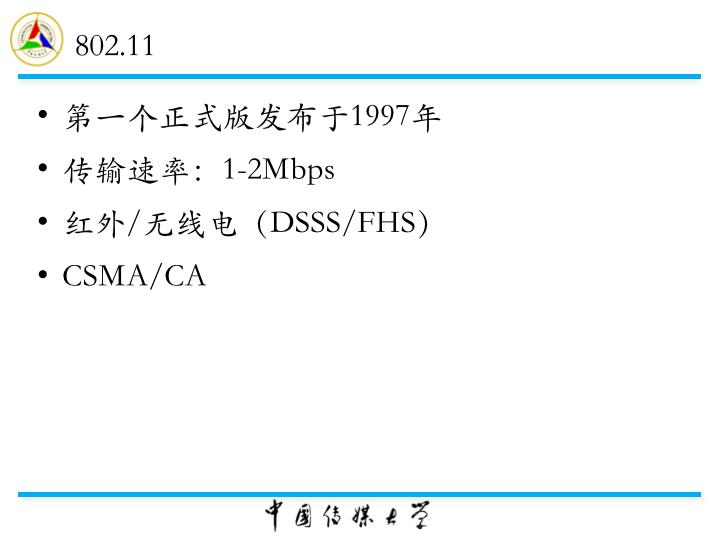 802.11
• 第一个正式版发布于1997年
• 传输速率：1-2Mbps
• 红外/无线电（DSSS/FHS）
• CSMA/CA
中国传媒大学